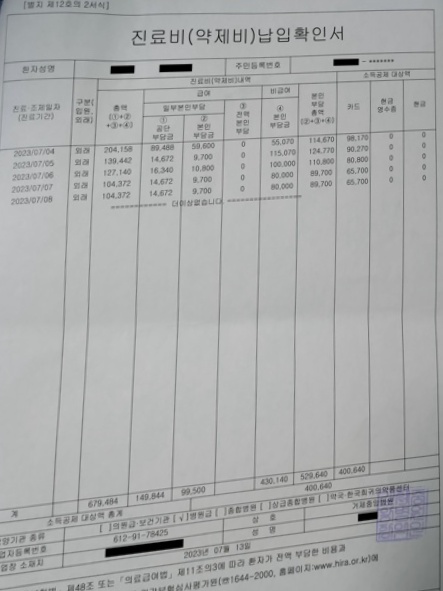 [별지 제12호의 2서식]
진료비(약제비)납입확인서
환자성명
주민등록번호
- *******
진료·조제일자
(진료기간)
구분(
입원,
외래)
진료비(약제비)내역
소득공제 대상액
총액
(①+②
+③+④)
급여
비급여
일부본인부담
①
공단
부담금
②
본인
부담금
③
전액
본인
부담
④
본인
부담금
본인
부담
총액
(②+③+④)
카드
현금
영수증
현금
2023/07/04 외래 204,158 89,488 59,600 0 55,070 114,670 98,170 0 0
2023/07/05 외래 139,442 14,672 9,700 0 115,070 124,770 90,270 0 0
2023/07/06 외래 127,140 16,340 10,800 0 100,000 110,800 80,800 0 0
2023/07/07 외래 104,372 14,672 9,700 0 80,000 89,700 65,700 0 0
2023/07/08 외래 104,372 14,672 9,700 0 80,000 89,700 65,700 0 0
============ 더이상없습니다. ====================
계 679,484 149,844 99,500 430,140 529,640 400,640
소득공제 대상액 총계 400,640
요양기관 종류 [ ]의원급·보건기관 [√]병원급 [ ]종합병원 [ ]상급종합병원 [ ]약국·한국희귀의약품센터
사업자등록번호 612-91-78425 상 호
업장 소재지 성 명
2023년 07월 13일
제48조 또는 「의료급여법」 제11조의3에 따라 환자가 전액 부담한 비용과
심사평가원(☎1644-2000, 홈페이지:www.hira.or.kr)에